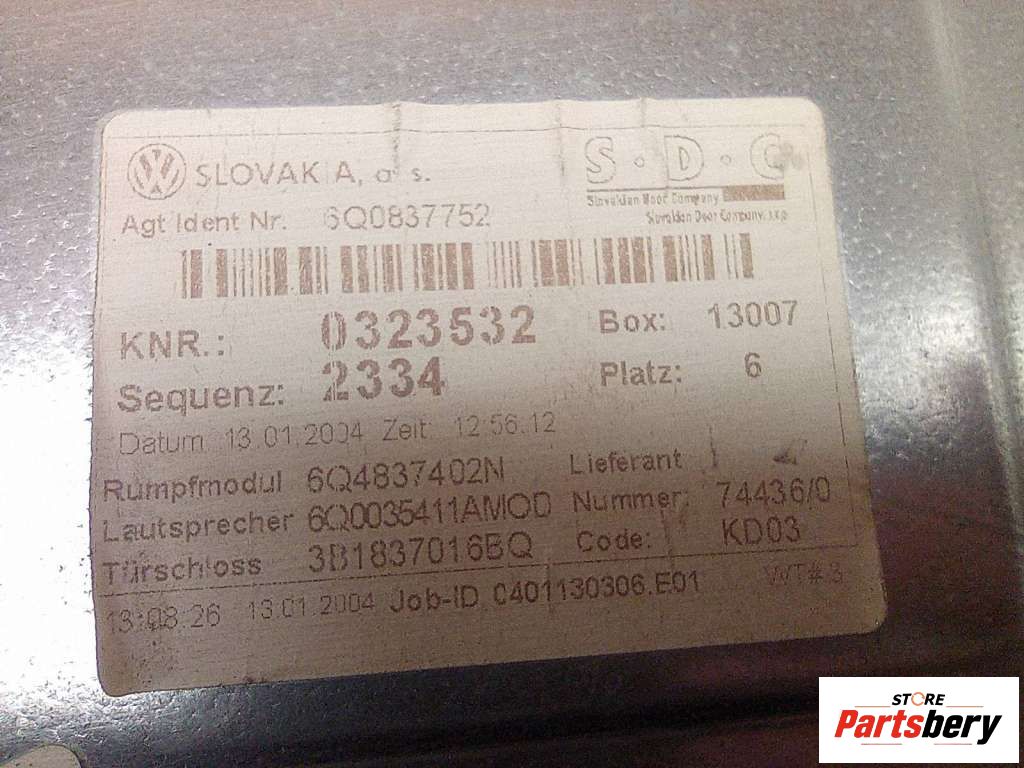 SLOVAKIA, a s.
S·D·C
Slovakian Door Company
Slovakian Door Company, s.r.o
Agt Ident Nr. 6Q0837752
KNR.: 0323532 Box: 13007
Sequenz: 2334 Platz: 6
Datum 13.01.2004 Zeit 12:56:12
Rumpfmodul 6Q4837402N Lieferant
Lautsprecher 6Q0035411AMOD Nummer: 74436/0
Türschloss 3B1837016BQ Code: KD03
13:08:26 13.01.2004 Job-ID 0401130306.E01 WT# 3
STORE
Partsbery